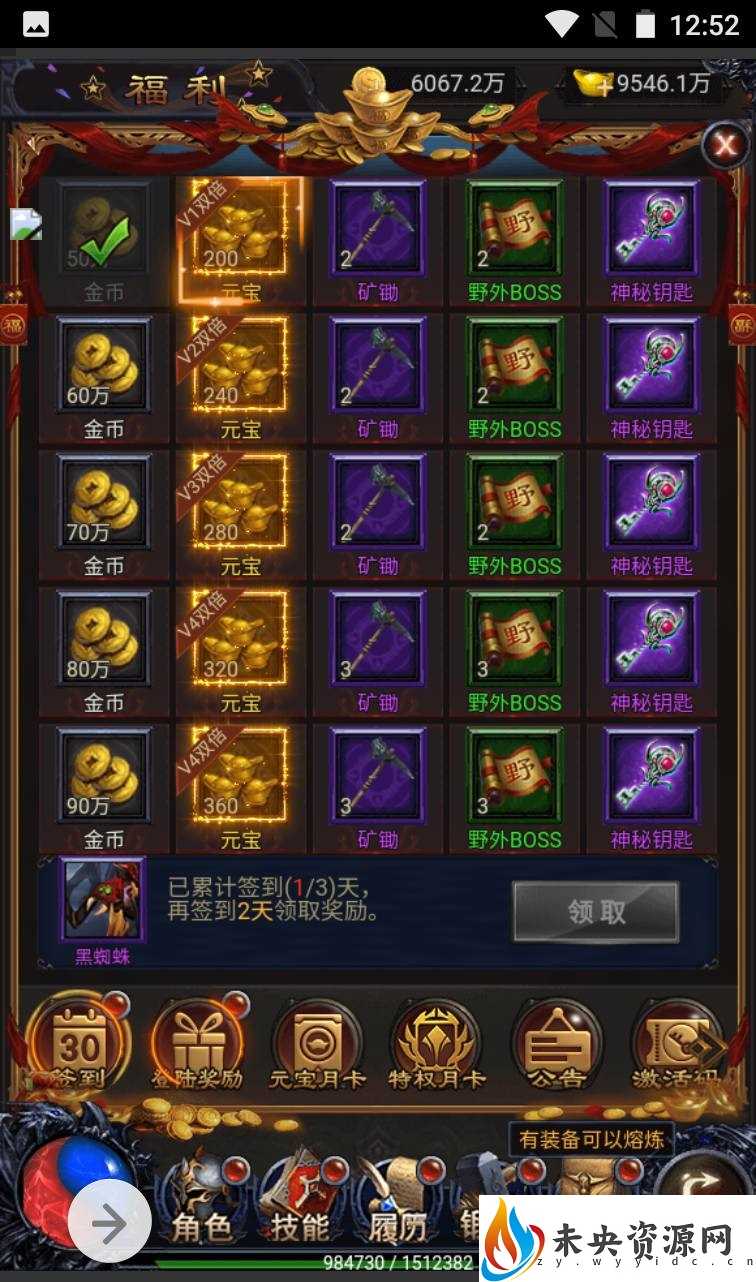 12:52
福利
6067.2万
9546.1万
V1双倍
200
2
2
金币
元宝
矿锄
野外BOSS
神秘钥匙
V2双倍
60万
240
2
2
金币
元宝
矿锄
野外BOSS
神秘钥匙
V3双倍
70万
280
2
2
金币
元宝
矿锄
野外BOSS
神秘钥匙
V4双倍
80万
320
3
3
金币
元宝
矿锄
野外BOSS
神秘钥匙
V4双倍
90万
360
3
3
金币
元宝
矿锄
野外BOSS
神秘钥匙
已累计签到(1/3)天，
再签到2天领取奖励。
领取
黑蜘蛛
30
签到
登陆奖励
元宝月卡
特权月卡
公告
激活码
有装备可以熔炼
角色
技能
履历
984730 / 1512382
未央资源网
zy.wyyidc.cn